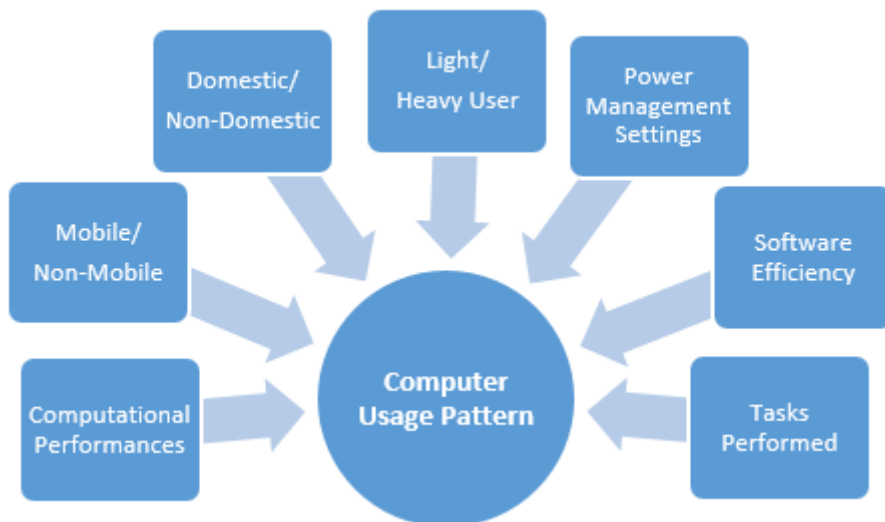 Light/
Heavy User
Domestic/
Non-Domestic
Power
Management
Settings
Mobile/
Non-Mobile
Software
Efficiency
Computer
Usage Pattern
Computational
Performances
Tasks
Performed